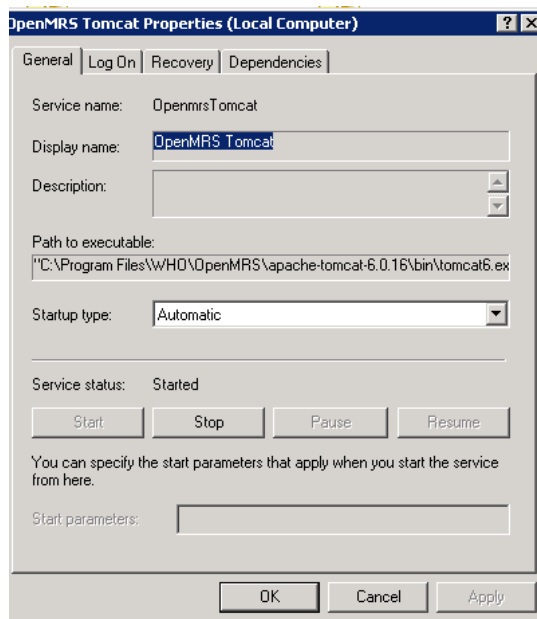 OpenMRS Tomcat Properties (Local Computer)
General Log On Recovery Dependencies
Service name: OpenmrsTomcat
Display name: OpenMRS Tomcat
Description:
Path to executable:
"C:\Program Files\WHO\OpenMRS\apache-tomcat-6.0.16\bin\tomcat6.ex
Startup type: Automatic
Service status: Started
Start Stop Pause Resume
You can specify the start parameters that apply when you start the service
from here.
Start parameters:
OK Cancel Apply